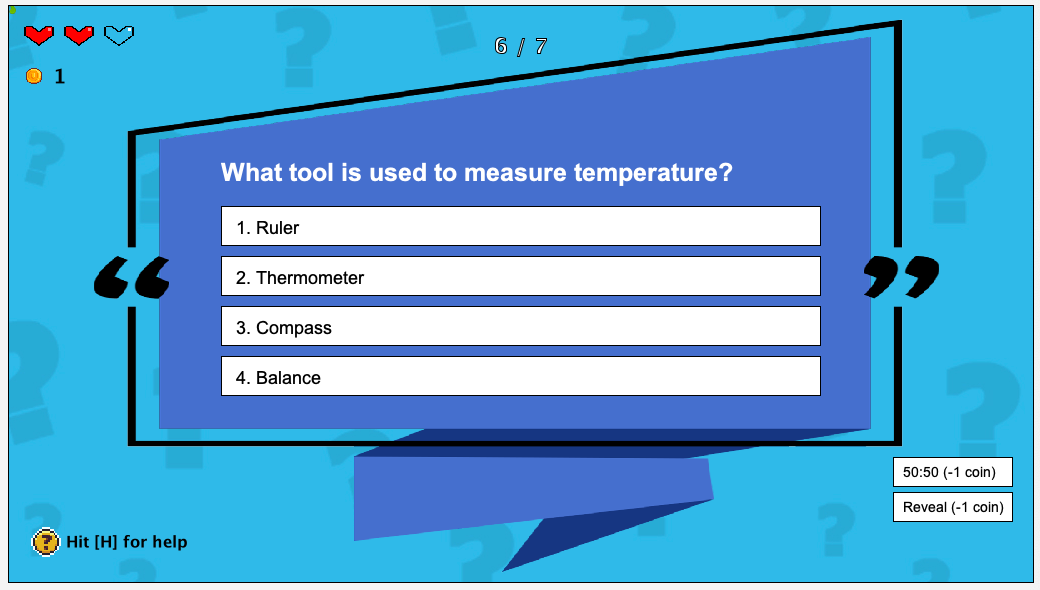 6 / 7
1
What tool is used to measure temperature?
1. Ruler
2. Thermometer
3. Compass
4. Balance
50:50 (-1 coin)
Reveal (-1 coin)
? Hit [H] for help